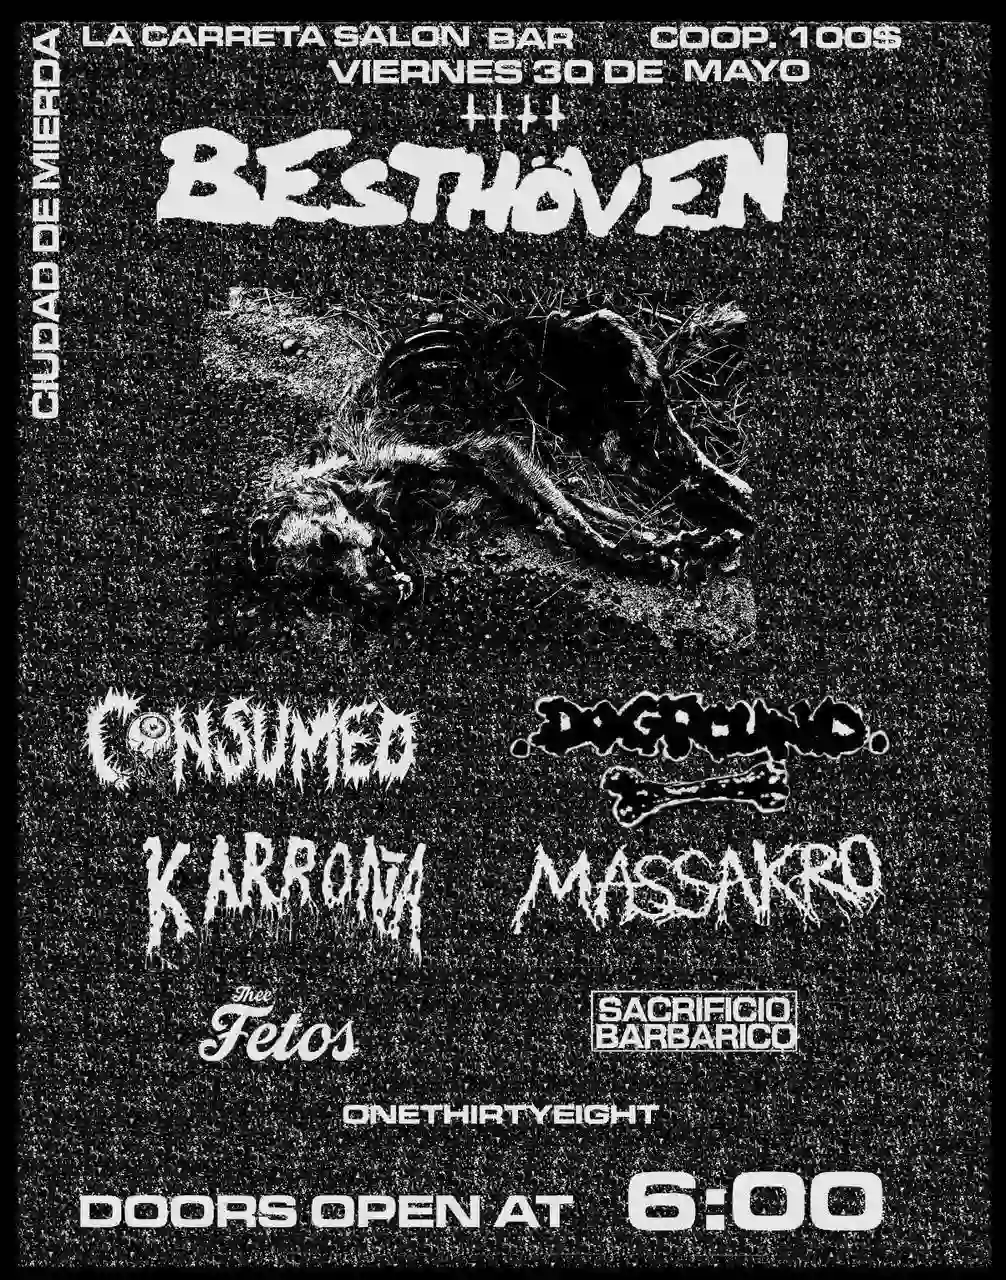 LA CARRETA SALON BAR COOP. 100$
VIERNES 30 DE MAYO
CIUDAD DE MIERDA
BESTHÖVEN
CONSUMED
DOGPOUND
KARROÑA
MASSAKRO
Thee
Fetos
SACRIFICIO
BARBARICO
ONETHIRTYEIGHT
DOORS OPEN AT 6:00